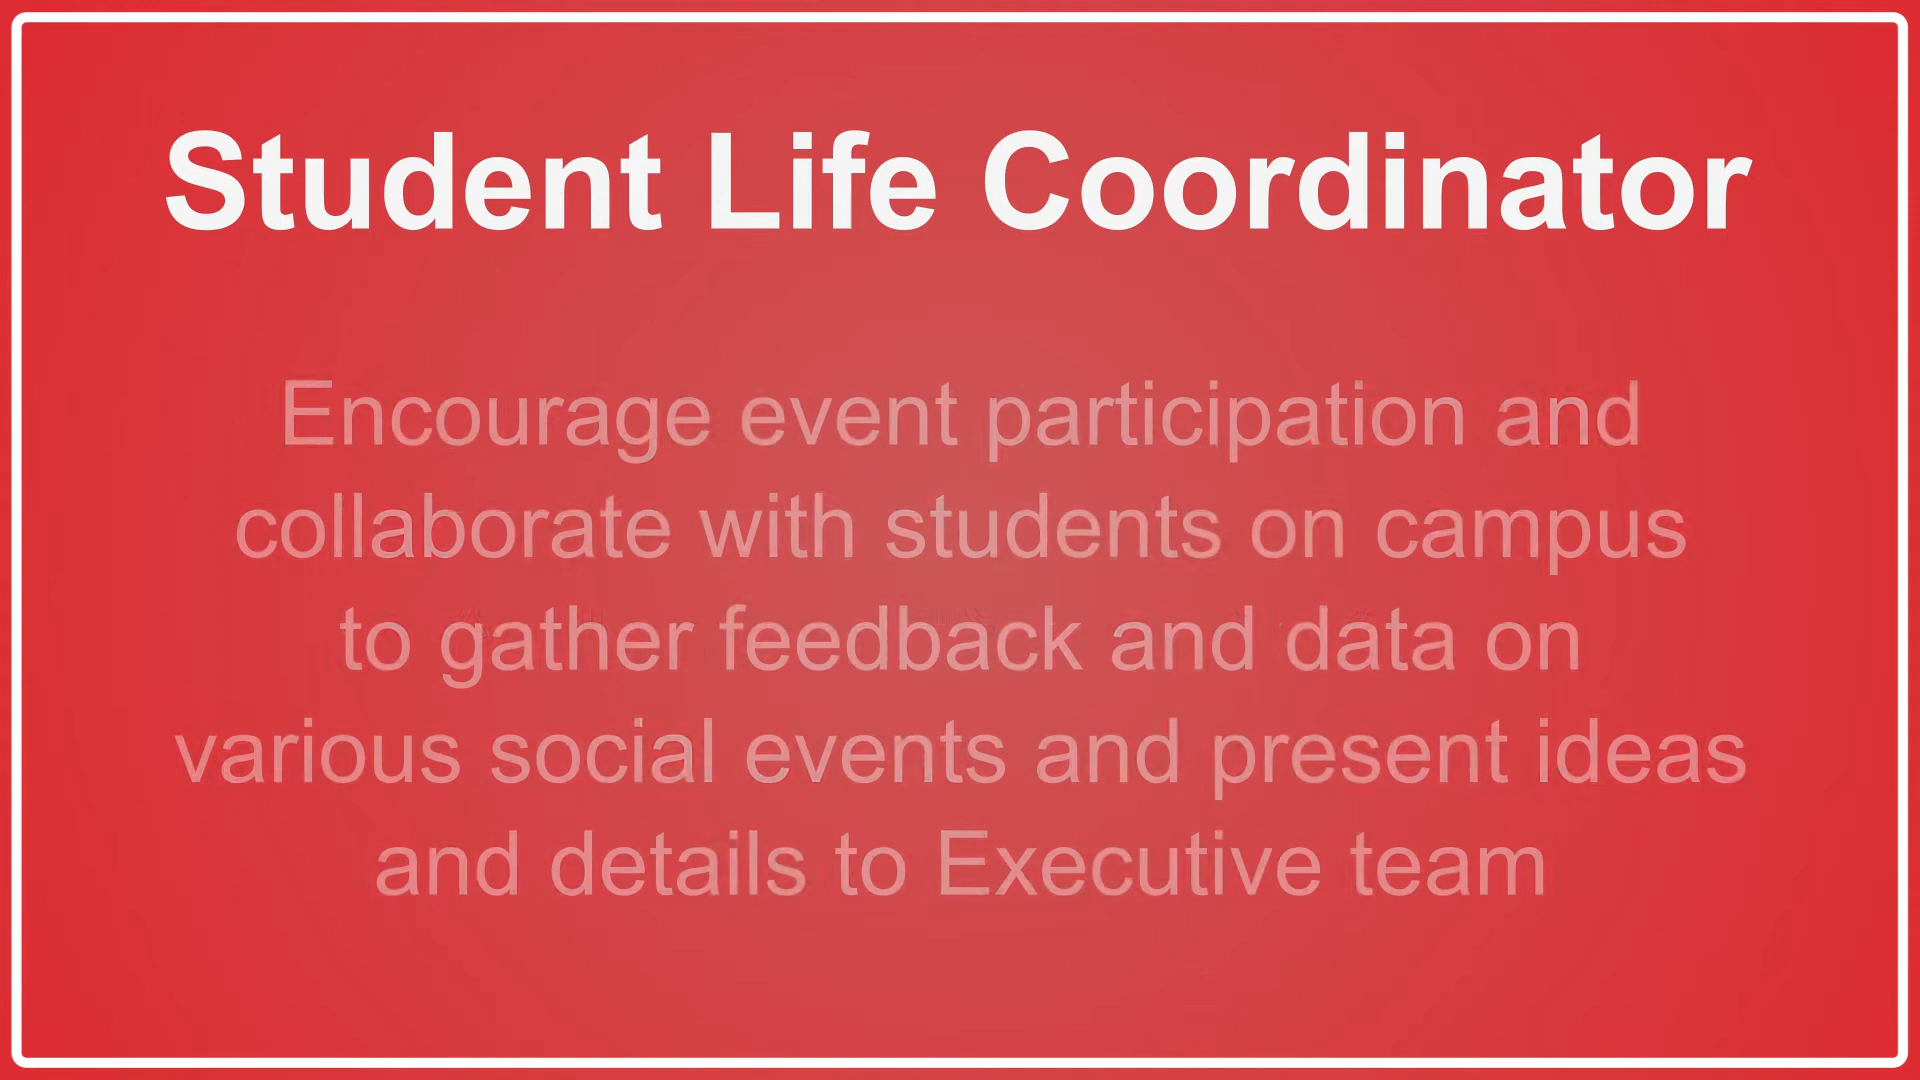 Student Life Coordinator
Encourage event participation and
collaborate with students on campus
to gather feedback and data on
various social events and present ideas
and details to Executive team